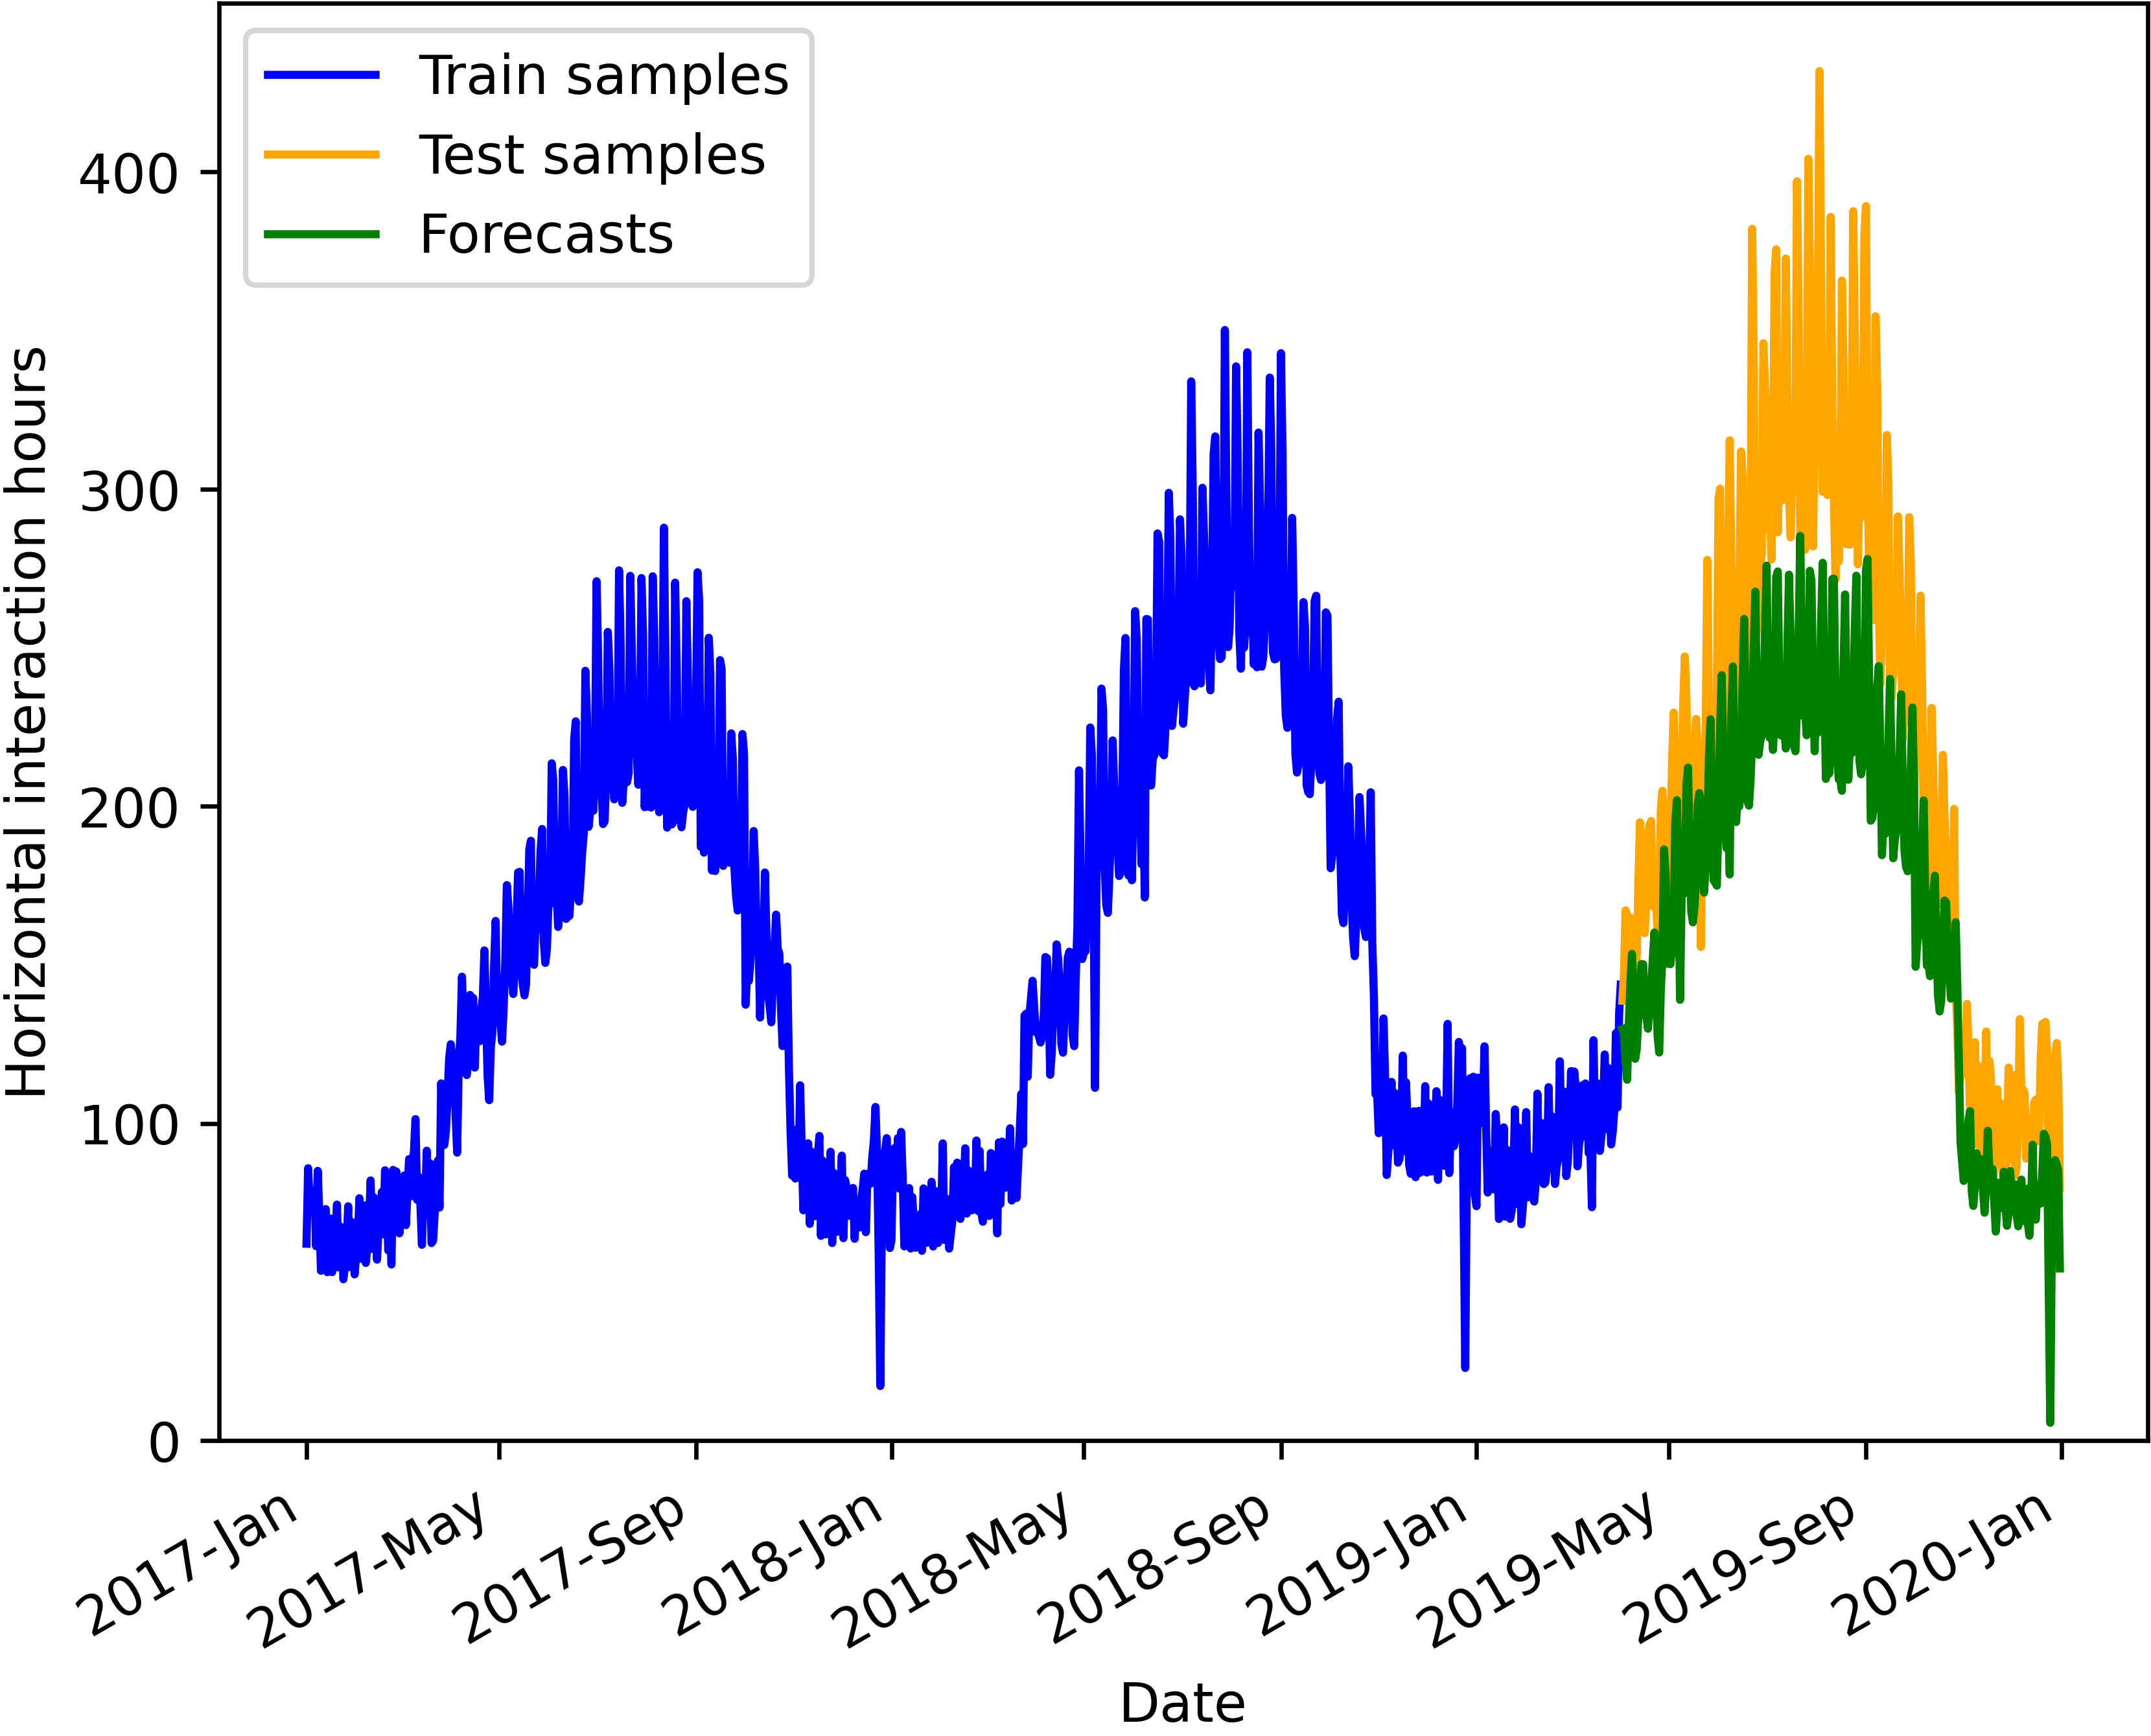 Train samples
Test samples
Forecasts
Horizontal interaction hours
400
300
200
100
0
2017-Jan
2017-May
2017-Sep
2018-Jan
2018-May
2018-Sep
2019-Jan
2019-May
2019-Sep
2020-Jan
Date